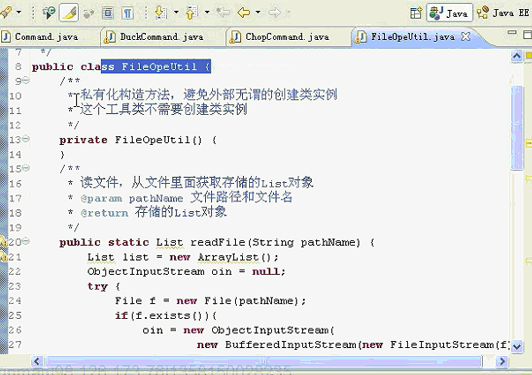 Java Java EE
Command.java DuckCommand.java ChopCommand.java FileOpeUtil.java
7 */
8 public class FileOpeUtil {
9 /**
10 * 私有化构造方法，避免外部无谓的创建类实例
11 * 这个工具类不需要创建类实例
12 */
13 private FileOpeUtil() {
14 }
15 /**
16 * 读文件，从文件里面获取存储的List对象
17 * @param pathName 文件路径和文件名
18 * @return 存储的List对象
19 */
20 public static List readFile(String pathName) {
21 List list = new ArrayList();
22 ObjectInputStream oin = null;
23 try {
24 File f = new File(pathName);
25 if(f.exists()){
26 oin = new ObjectInputStream(
27 new BufferedInputStream(new FileInputStream(f)